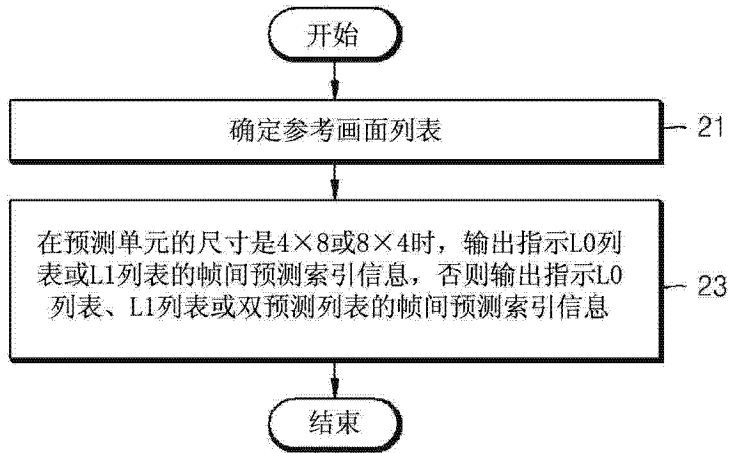 开始
确定参考画面列表
21
在预测单元的尺寸是4×8或8×4时，输出指示L0列
表或L1列表的帧间预测索引信息，否则输出指示L0
列表、L1列表或双预测列表的帧间预测索引信息
23
结束